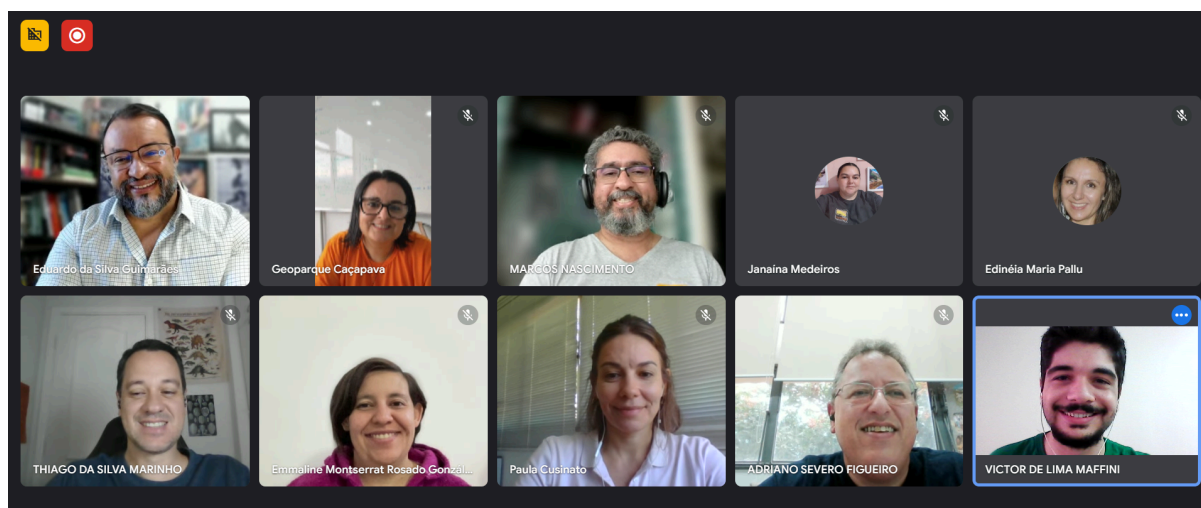 Eduardo da Silva Guimarães
Geoparque Caçapava
MARCOS NASCIMENTO
Janaína Medeiros
Edinéia Maria Pallu
THIAGO DA SILVA MARINHO
Emmaline Montserrat Rosado Gonzál...
Paula Cusinato
ADRIANO SEVERO FIGUEIRO
VICTOR DE LIMA MAFFINI